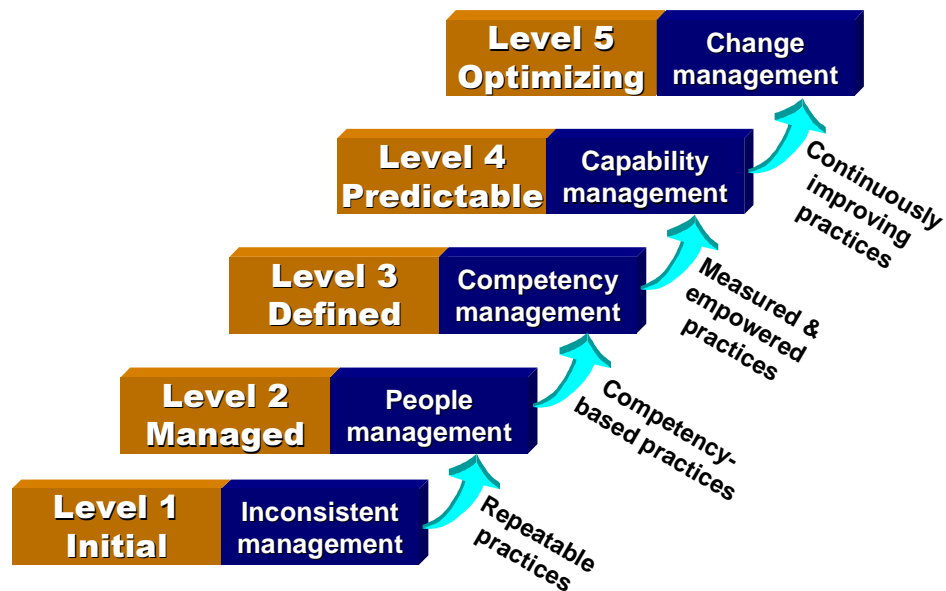 Level 5
Optimizing
Change
management
Level 4
Predictable
Capability
management
Continuously
improving
practices
Level 3
Defined
Competency
management
Measured &
empowered
practices
Level 2
Managed
People
management
Competency-
based practices
Level 1
Initial
Inconsistent
management
Repeatable
practices